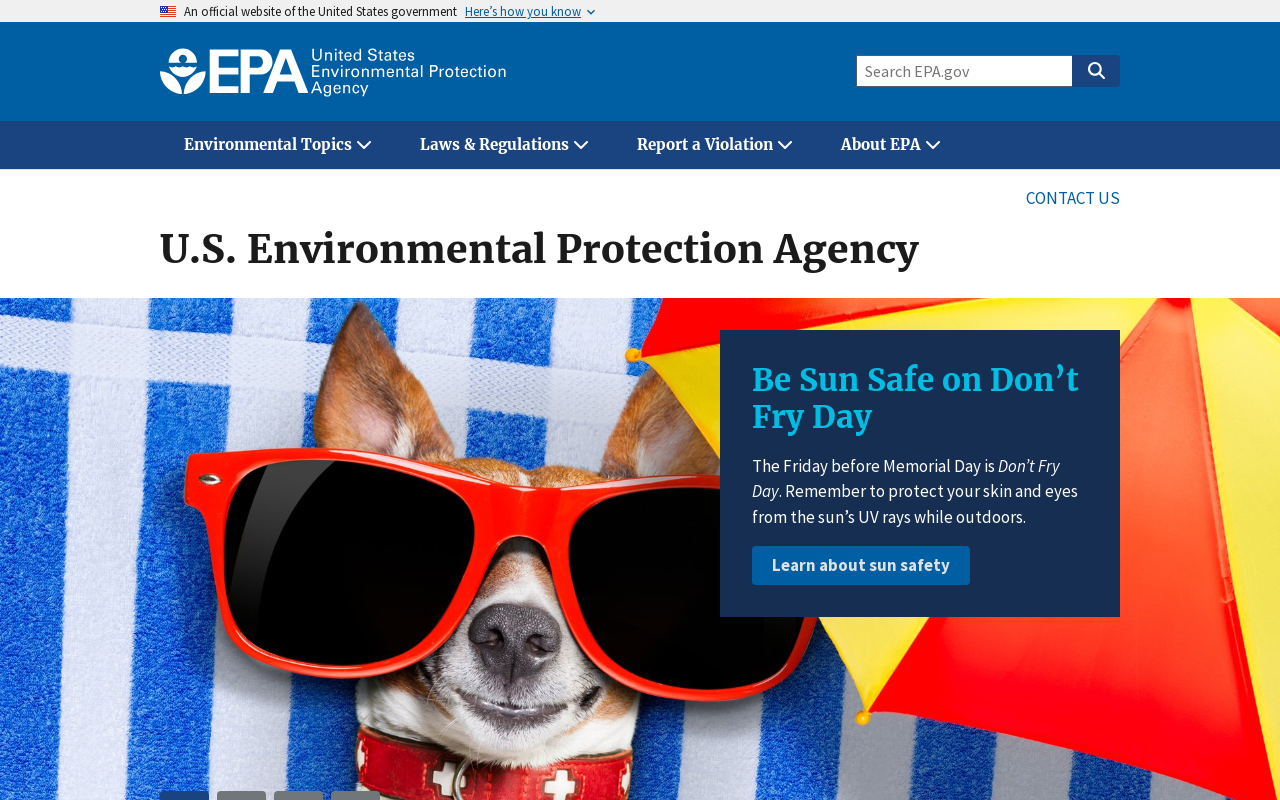 An official website of the United States government Here’s how you know
EPA United States
Environmental Protection
Agency
Search EPA.gov
Environmental Topics
Laws & Regulations
Report a Violation
About EPA
CONTACT US
U.S. Environmental Protection Agency
Be Sun Safe on Don’t
Fry Day
The Friday before Memorial Day is Don’t Fry
Day. Remember to protect your skin and eyes
from the sun’s UV rays while outdoors.
Learn about sun safety